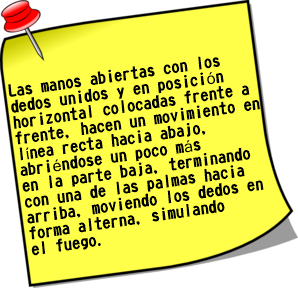 Las manos abiertas con los
dedos unidos y en posición
horizontal colocadas frente a
frente, hacen un movimiento en
línea recta hacia abajo,
abriéndose un poco más
en la parte baja, terminando
con una de las palmas hacia
arriba, moviendo los dedos en
forma alterna, simulando
el fuego.